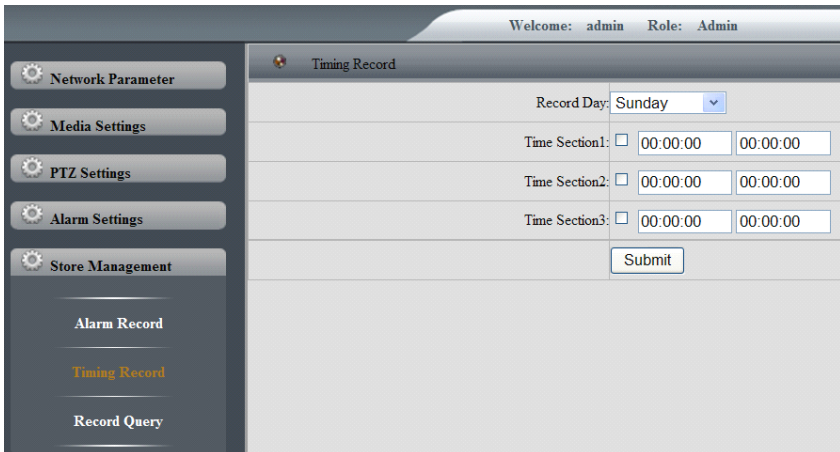 Welcome: admin Role: Admin
Network Parameter
Media Settings
PTZ Settings
Alarm Settings
Store Management
Alarm Record
Timing Record
Record Query
Timing Record
Record Day: Sunday
Time Section1: 00:00:00 00:00:00
Time Section2: 00:00:00 00:00:00
Time Section3: 00:00:00 00:00:00
Submit